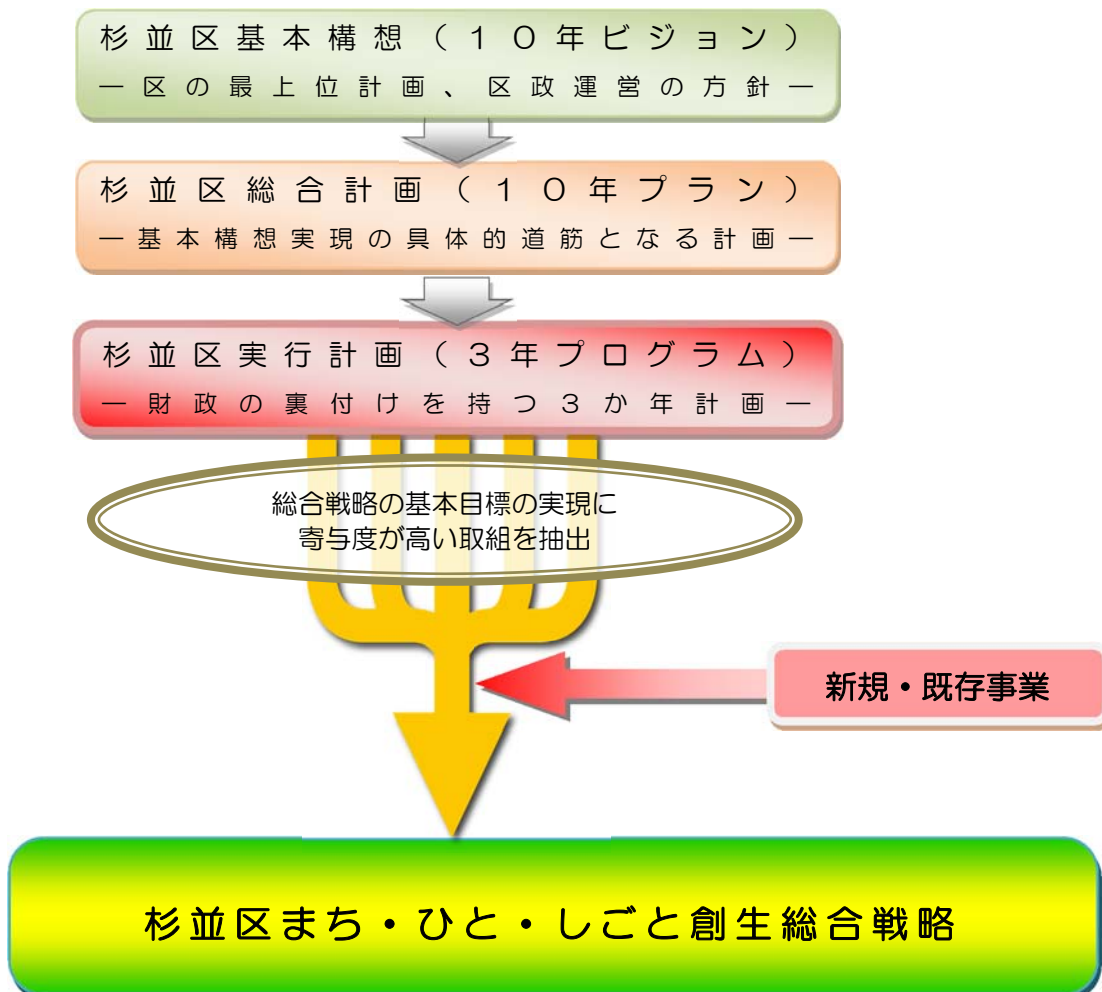 杉並区基本構想（１０年ビジョン）
―区の最上位計画、区政運営の方針―
杉並区総合計画（１０年プラン）
―基本構想実現の具体的道筋となる計画―
杉並区実行計画（３年プログラム）
―財政の裏付けを持つ３か年計画―
総合戦略の基本目標の実現に
寄与度が高い取組を抽出
新規・既存事業
杉並区まち・ひと・しごと創生総合戦略